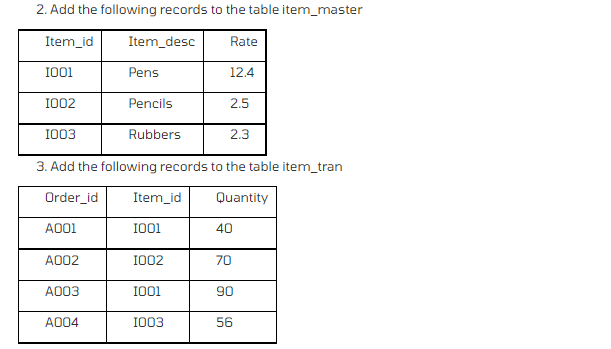 2. Add the following records to the table item_master
Item_id Item_desc Rate
I001 Pens 12.4
I002 Pencils 2.5
I003 Rubbers 2.3
3. Add the following records to the table item_tran
Order_id Item_id Quantity
A001 I001 40
A002 I002 70
A003 I001 90
A004 I003 56